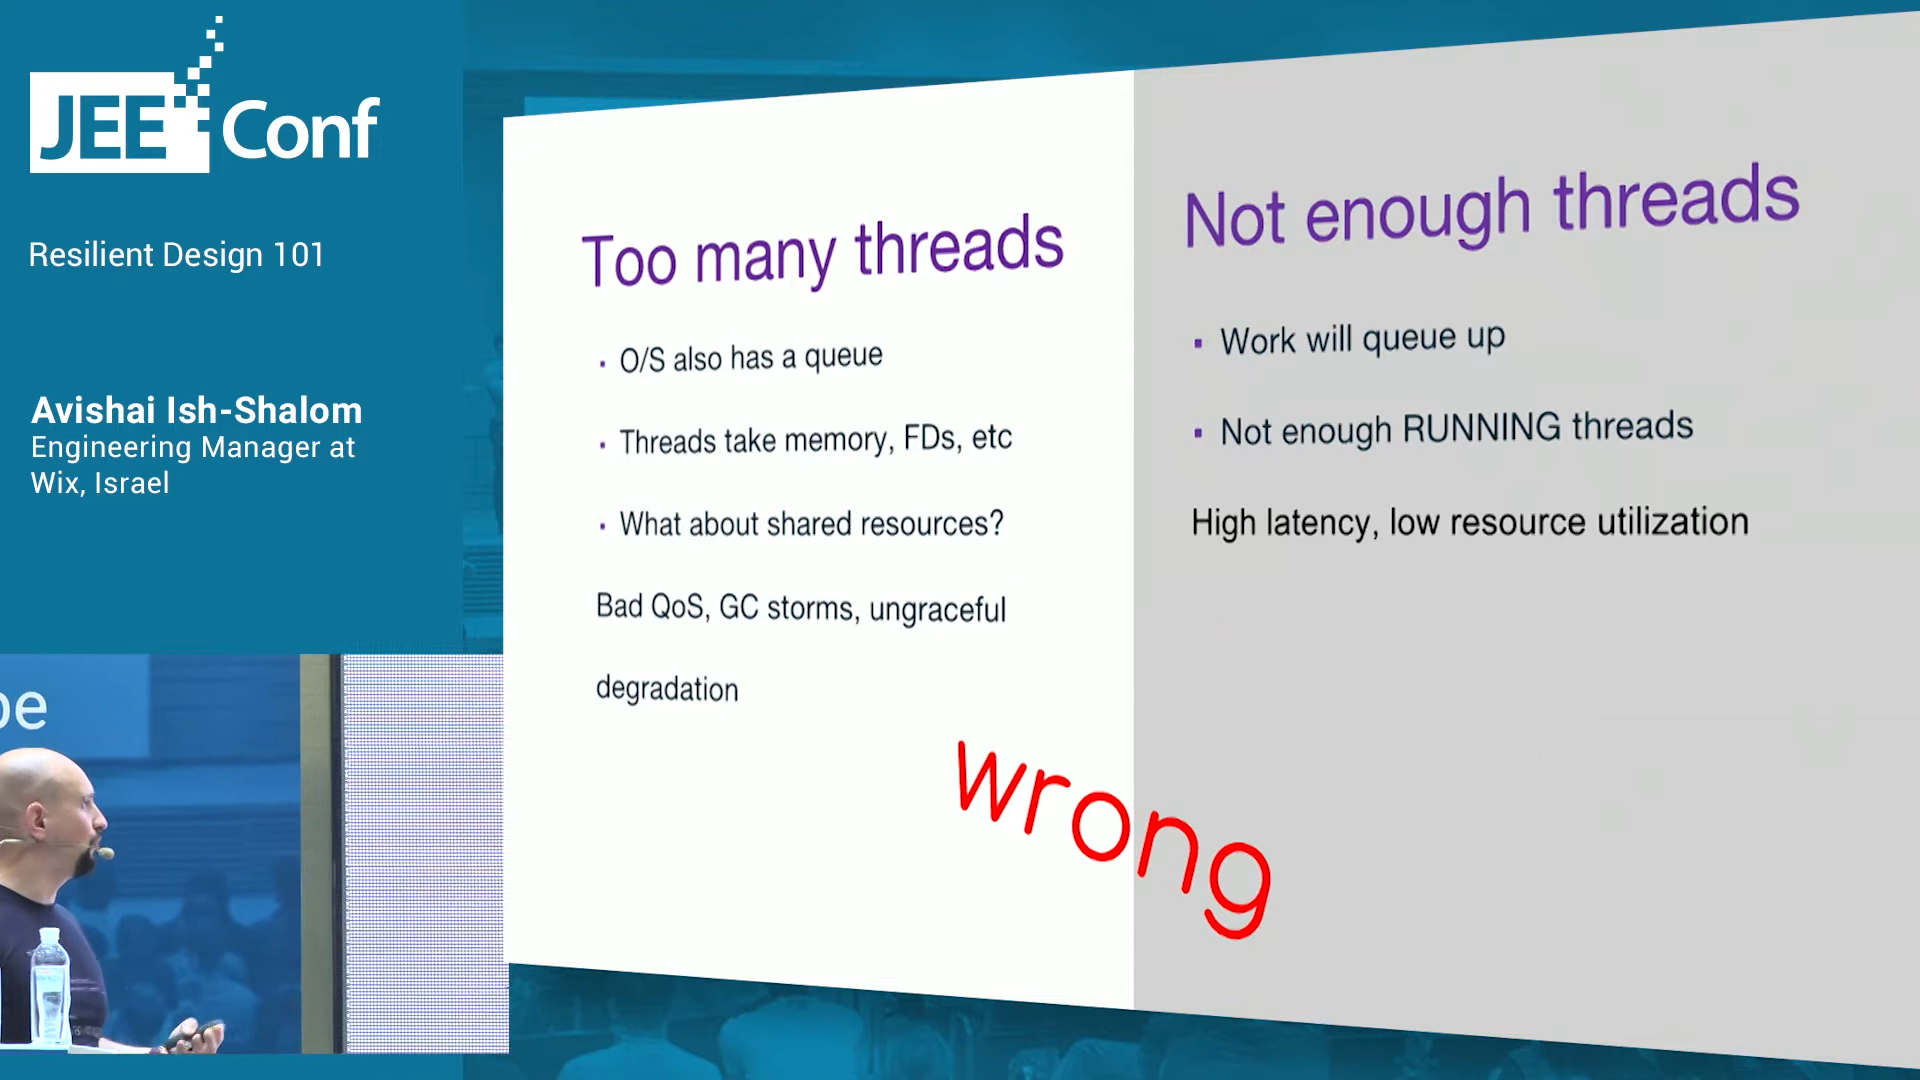 JEE Conf
Resilient Design 101
Avishai Ish-Shalom
Engineering Manager at
Wix, Israel
Too many threads
O/S also has a queue
Threads take memory, FDs, etc
What about shared resources?
Bad QoS, GC storms, ungraceful
degradation
Not enough threads
Work will queue up
Not enough RUNNING threads
High latency, low resource utilization
wrong